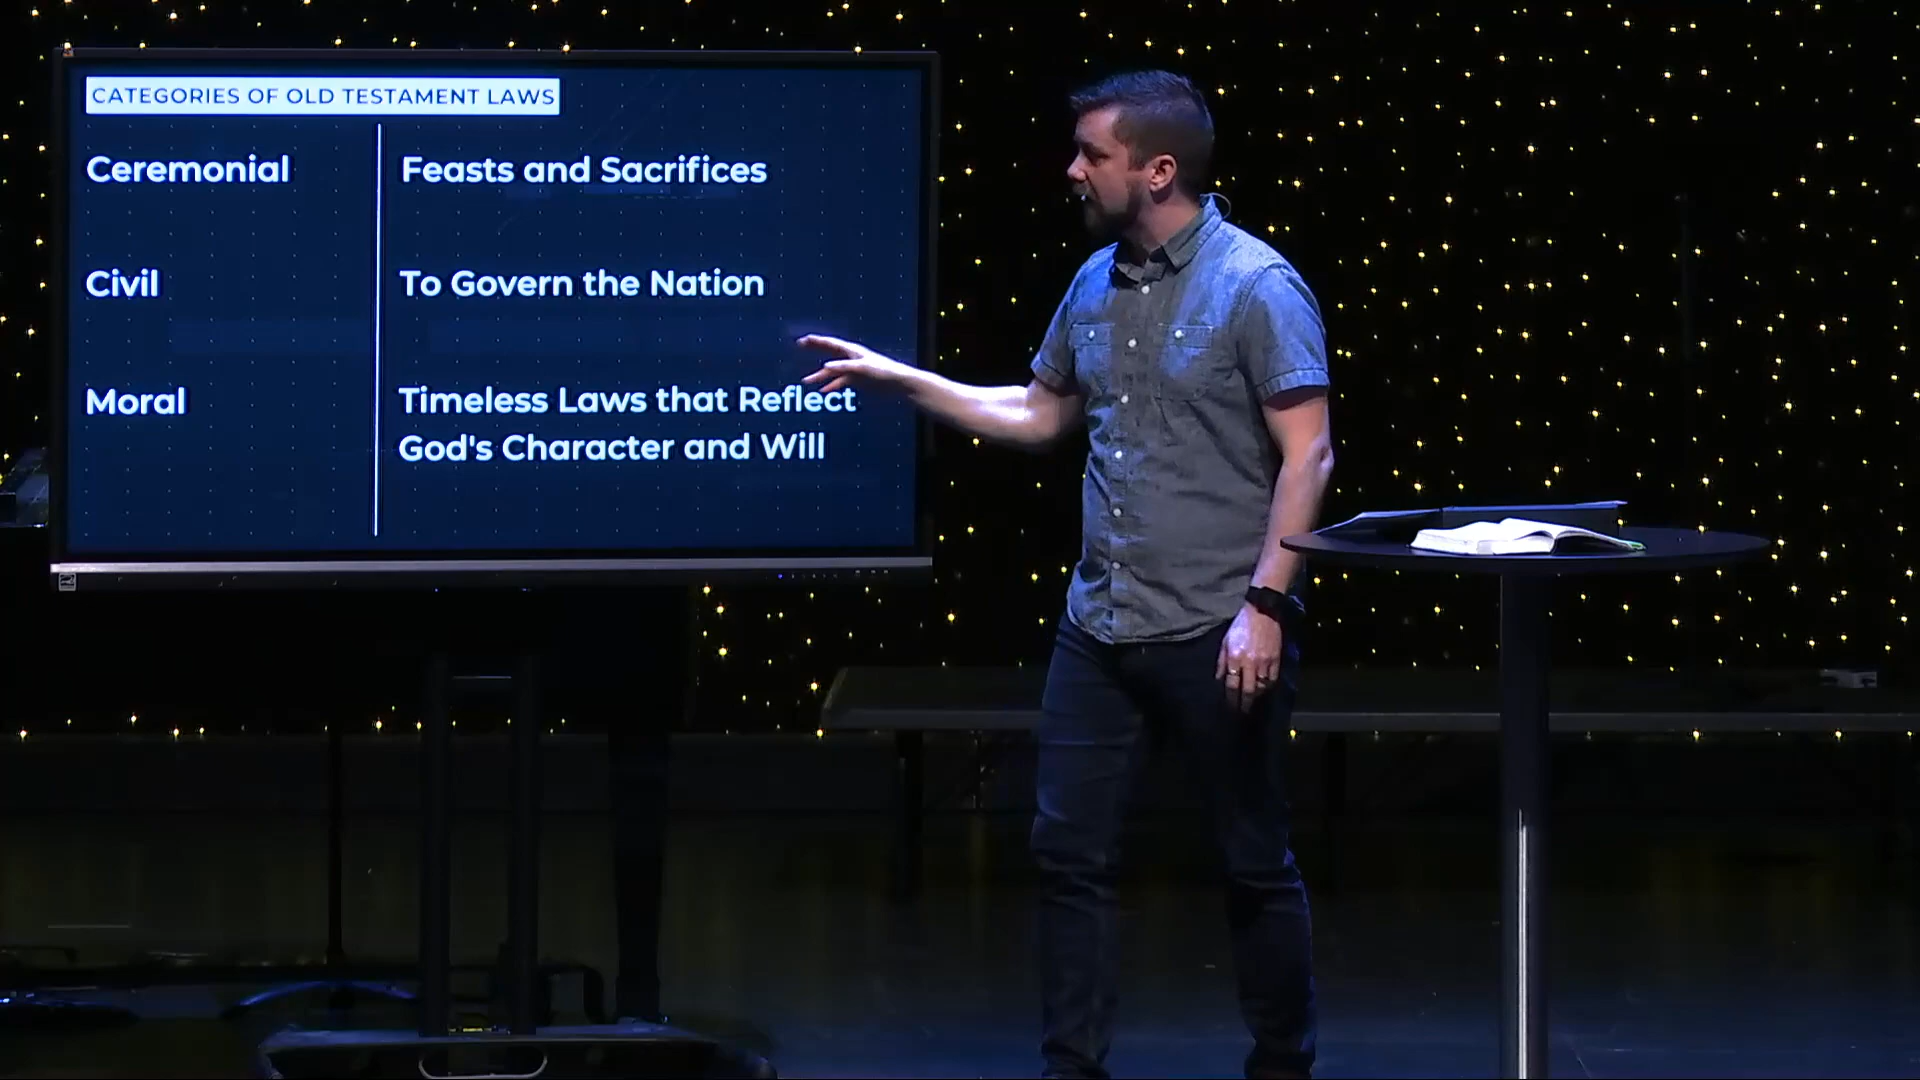 CATEGORIES OF OLD TESTAMENT LAWS
Ceremonial
Feasts and Sacrifices
Civil
To Govern the Nation
Moral
Timeless Laws that Reflect
God's Character and Will